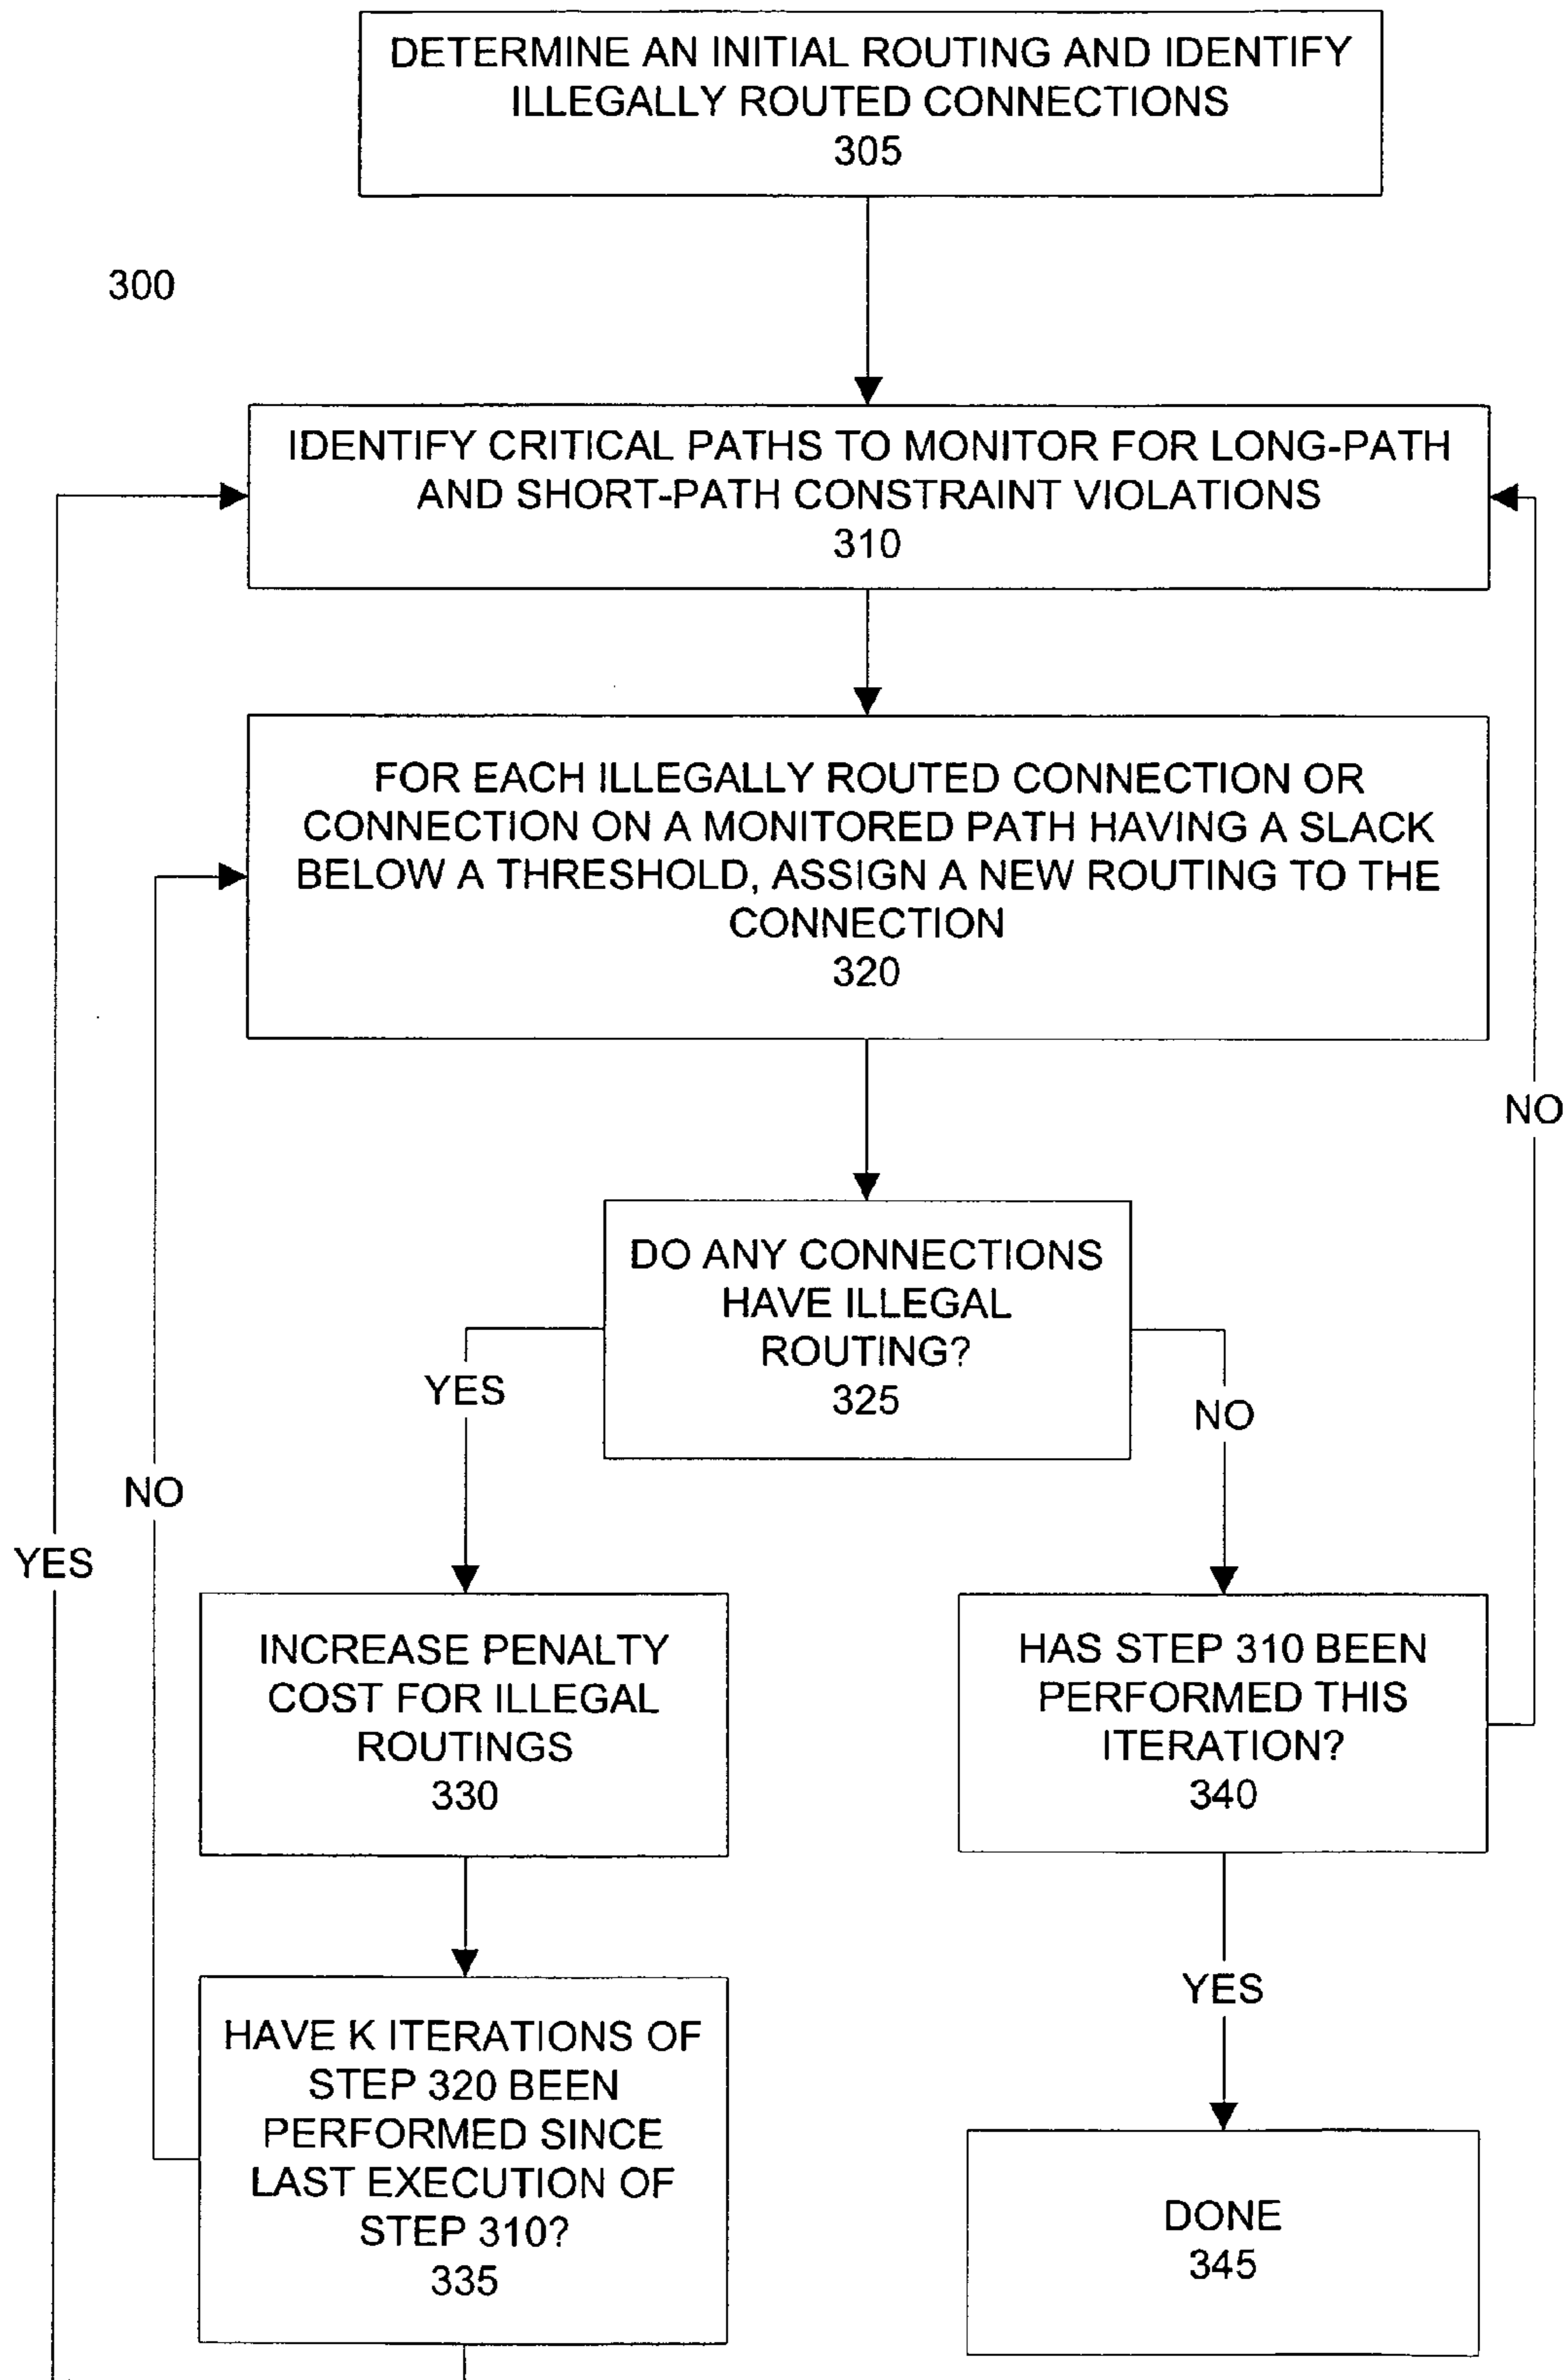 DETERMINE AN INITIAL ROUTING AND IDENTIFY
ILLEGALLY ROUTED CONNECTIONS
305
300
IDENTIFY CRITICAL PATHS TO MONITOR FOR LONG-PATH
AND SHORT-PATH CONSTRAINT VIOLATIONS
310
FOR EACH ILLEGALLY ROUTED CONNECTION OR
CONNECTION ON A MONITORED PATH HAVING A SLACK
BELOW A THRESHOLD, ASSIGN A NEW ROUTING TO THE
CONNECTION
320
NO
DO ANY CONNECTIONS
HAVE ILLEGAL
ROUTING?
325
YES
NO
NO
YES
INCREASE PENALTY
COST FOR ILLEGAL
ROUTINGS
330
HAS STEP 310 BEEN
PERFORMED THIS
ITERATION?
340
YES
HAVE K ITERATIONS OF
STEP 320 BEEN
PERFORMED SINCE
LAST EXECUTION OF
STEP 310?
335
DONE
345